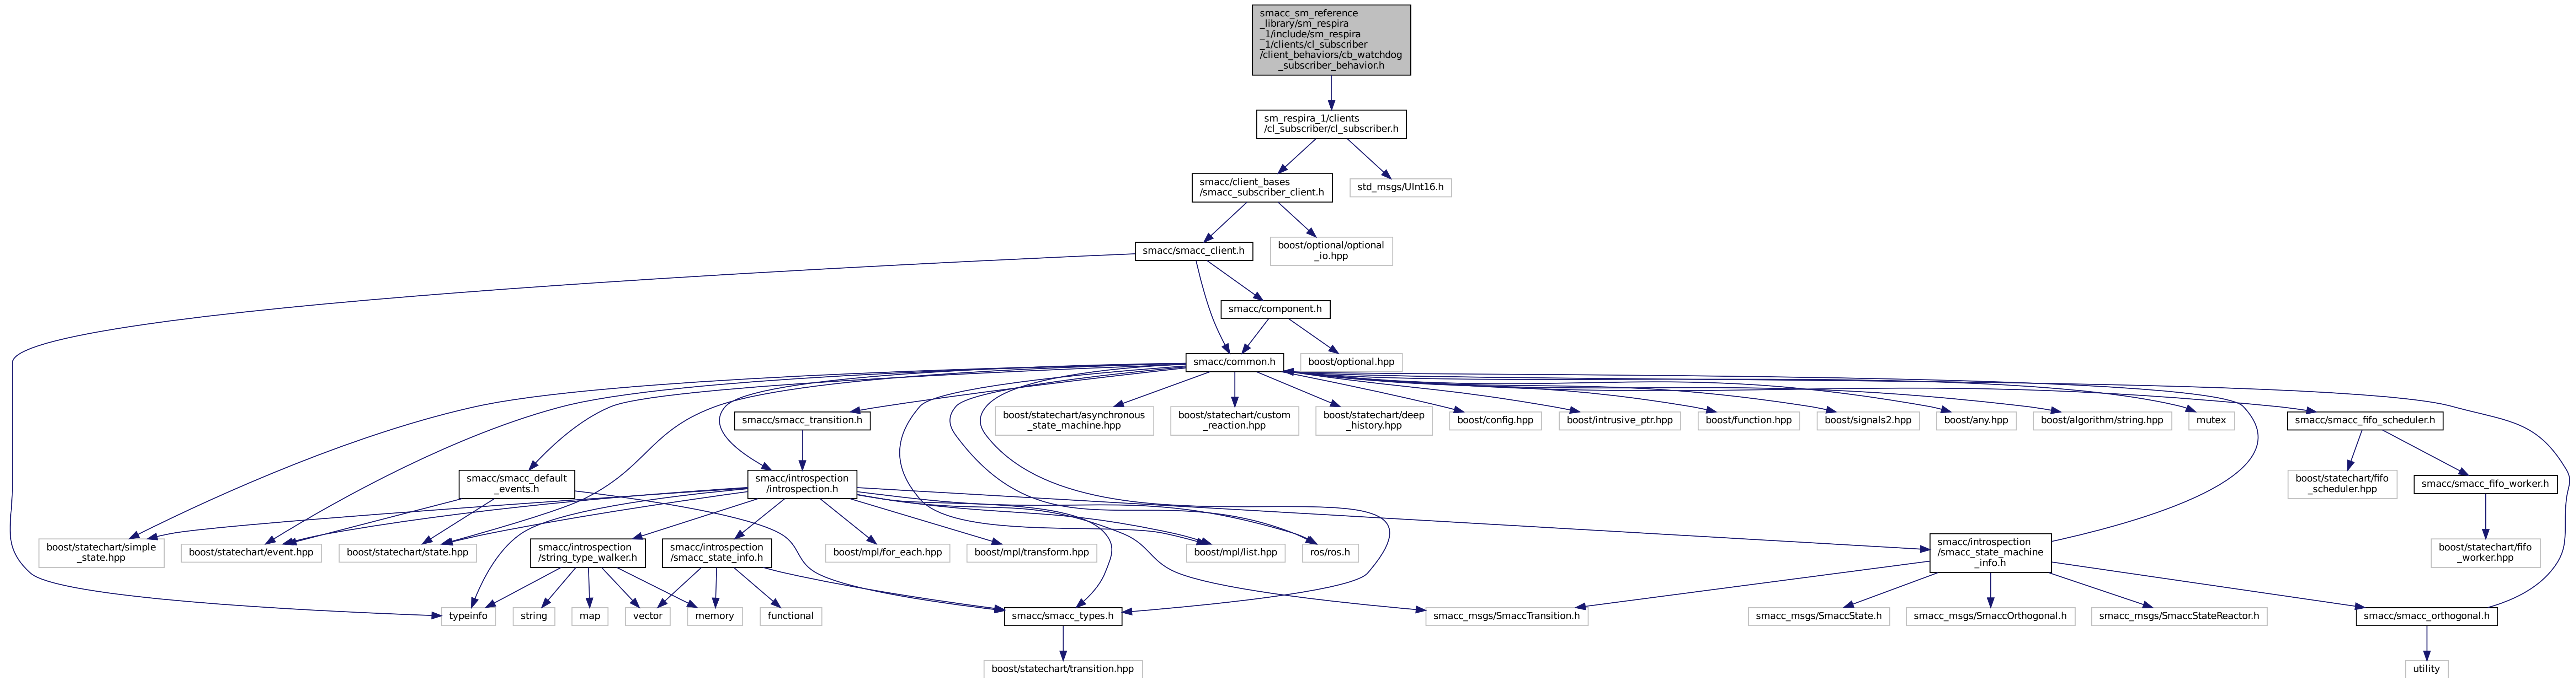 smacc_sm_reference
_library/sm_respira
_1/include/sm_respira
_1/clients/cl_subscriber
/client_behaviors/cb_watchdog
_subscriber_behavior.h
sm_respira_1/clients
/cl_subscriber/cl_subscriber.h
smacc/client_bases
/smacc_subscriber_client.h
std_msgs/UInt16.h
smacc/smacc_client.h
boost/optional/optional
_io.hpp
smacc/component.h
smacc/common.h
boost/optional.hpp
smacc/smacc_transition.h
boost/statechart/asynchronous
_state_machine.hpp
boost/statechart/custom
_reaction.hpp
boost/statechart/deep
_history.hpp
boost/config.hpp
boost/intrusive_ptr.hpp
boost/function.hpp
boost/signals2.hpp
boost/any.hpp
boost/algorithm/string.hpp
mutex
smacc/smacc_fifo_scheduler.h
smacc/smacc_default
_events.h
smacc/introspection
/introspection.h
boost/statechart/fifo
_scheduler.hpp
smacc/smacc_fifo_worker.h
boost/statechart/simple
_state.hpp
boost/statechart/event.hpp
boost/statechart/state.hpp
smacc/introspection
/string_type_walker.h
smacc/introspection
/smacc_state_info.h
boost/mpl/for_each.hpp
boost/mpl/transform.hpp
boost/mpl/list.hpp
ros/ros.h
smacc/introspection
/smacc_state_machine
_info.h
boost/statechart/fifo
_worker.hpp
typeinfo
string
map
vector
memory
functional
smacc/smacc_types.h
smacc_msgs/SmaccTransition.h
smacc_msgs/SmaccState.h
smacc_msgs/SmaccOrthogonal.h
smacc_msgs/SmaccStateReactor.h
smacc/smacc_orthogonal.h
boost/statechart/transition.hpp
utility